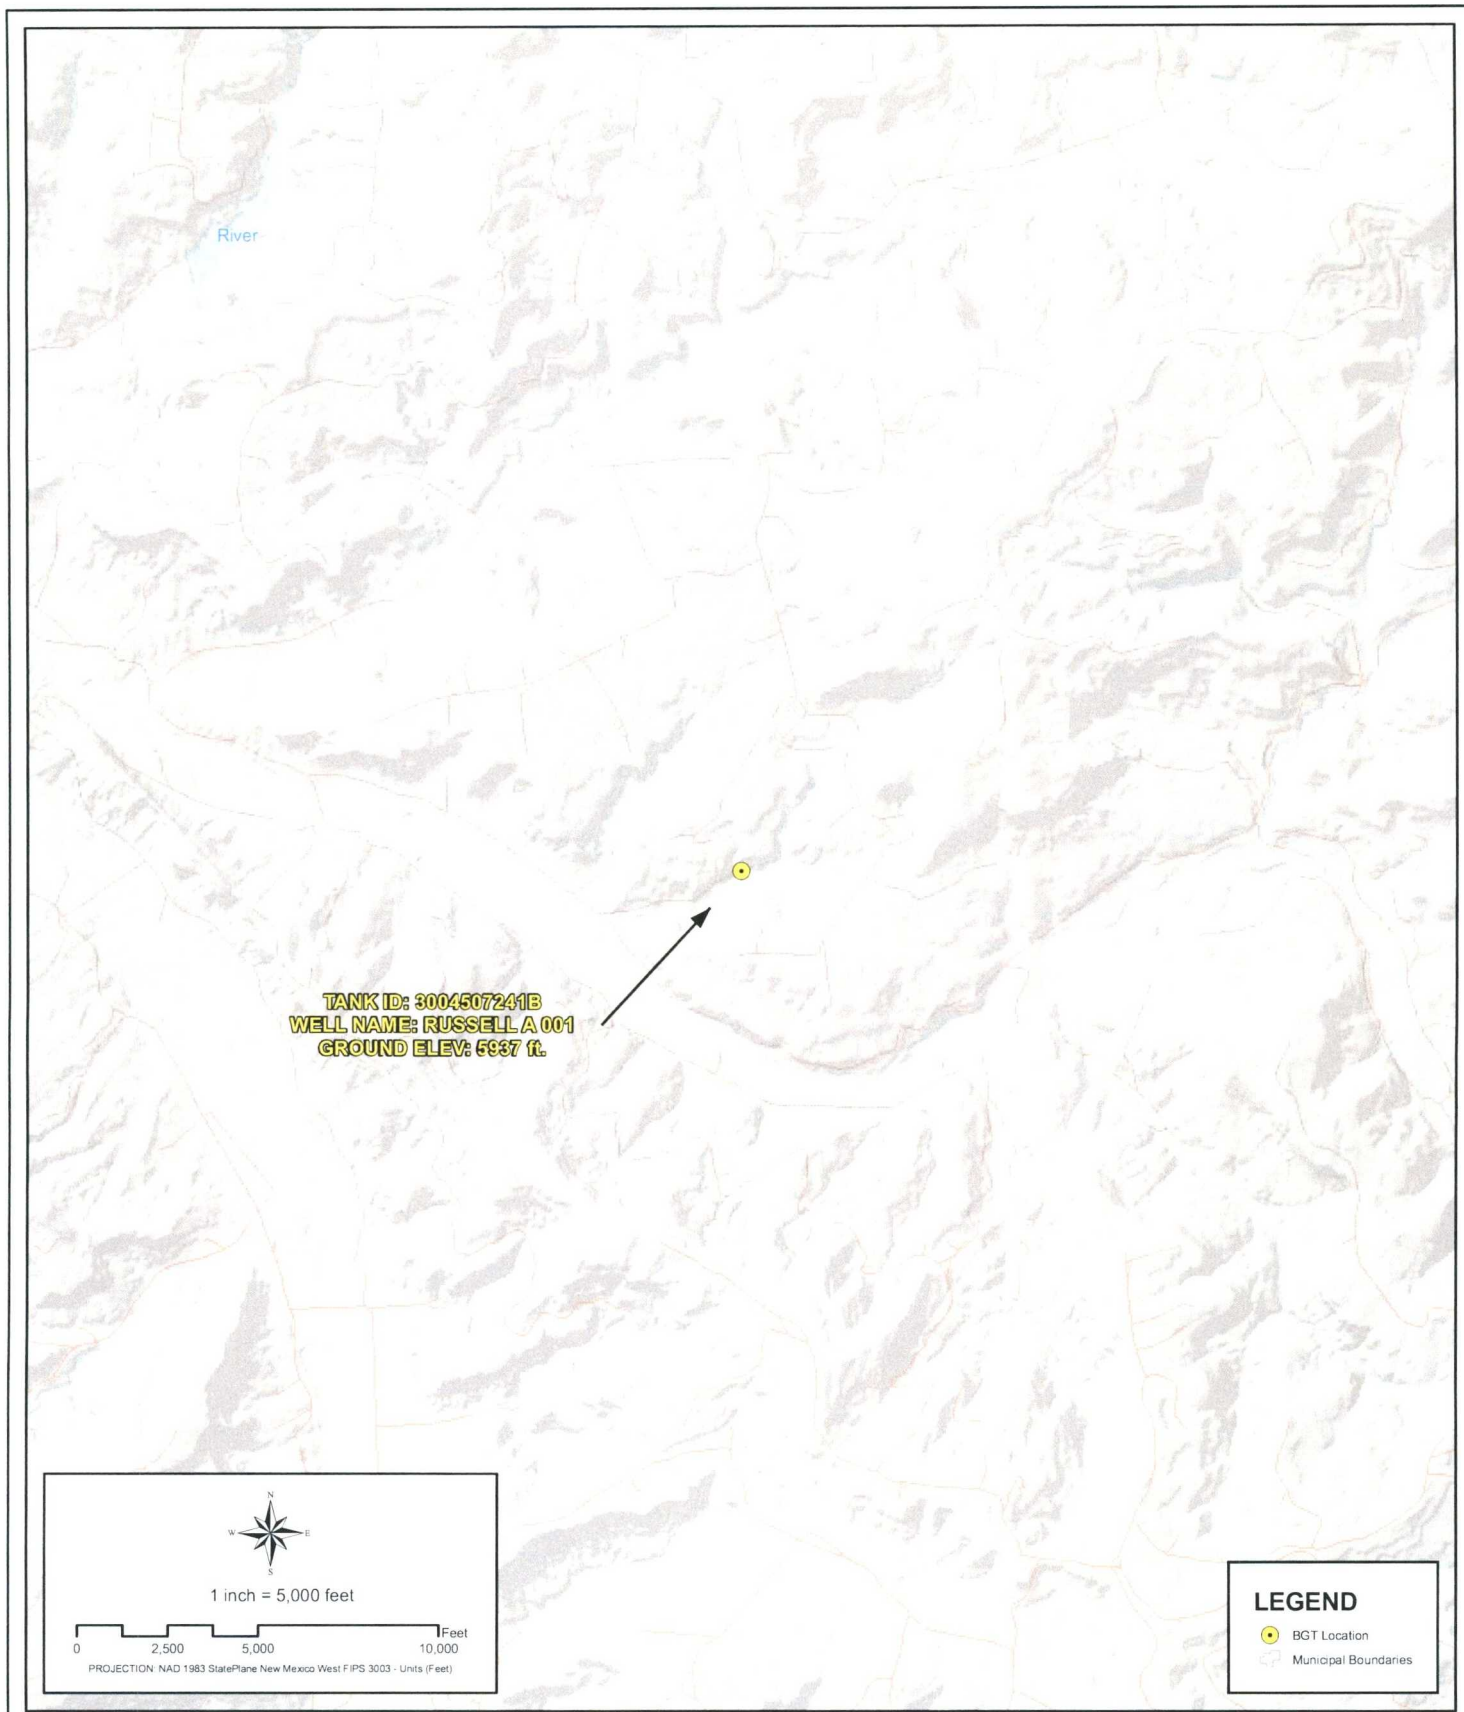 River
TANK ID: 3004507241B
WELL NAME: RUSSELL A 001
GROUND ELEV: 5937 ft.
N
W
E
S
1 inch = 5,000 feet
Feet
0 2,500 5,000 10,000
PROJECTION: NAD 1983 StatePlane New Mexico West FIPS 3003 - Units (Feet)
LEGEND
BGT Location
Municipal Boundaries